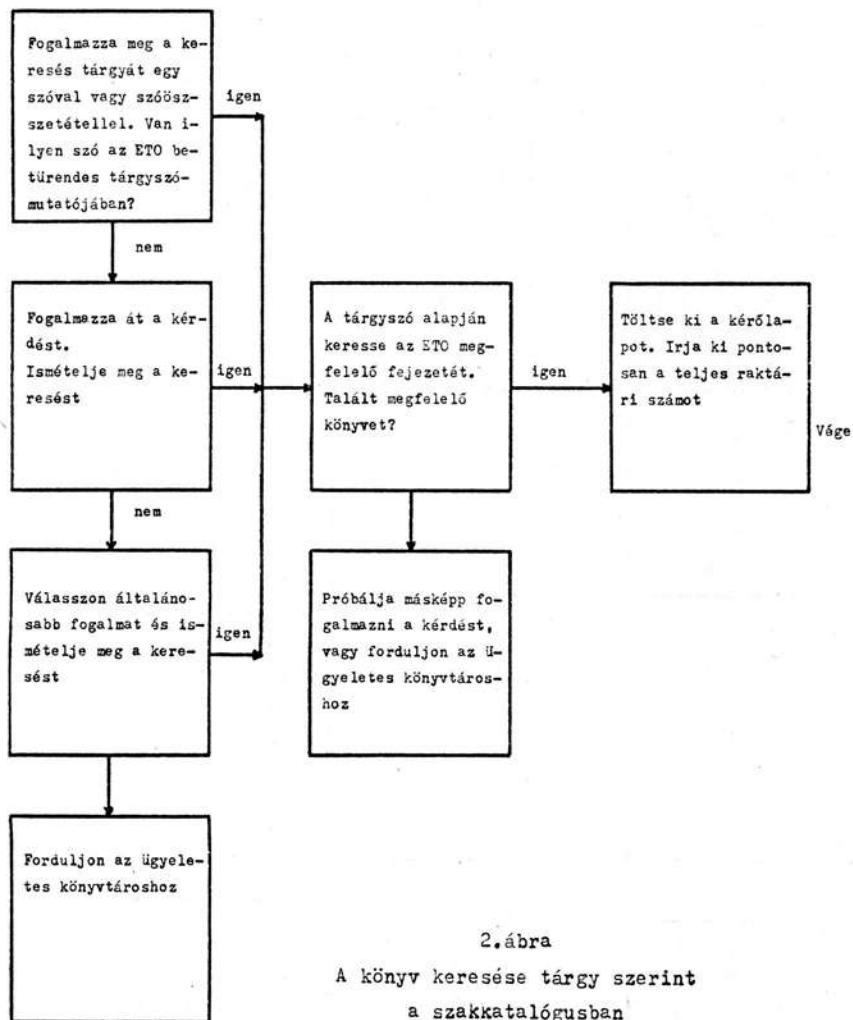 Fogalmazza meg a ke-
resés tárgyát egy
szóval vagy szóösz-
szetétellel. Van i-
lyen szó az ETO be-
türendes tárgyszó-
mutatójában?
igen
nem
Fogalmazza át a kér-
dést.
Ismételje meg a ke-
resést
igen
A tárgyszó alapján
keresse az ETO meg-
felelő fejezetét.
Talált megfelelő
könyvet?
igen
Töltse ki a kérőla-
pot. Irja ki ponto-
san a teljes raktá-
ri számot
Váge
nem
Válasszon általáno-
sabb fogalmat és is-
mételje meg a kere-
sést
igen
Próbálja másképp fo-
galmazni a kérdést,
vagy forduljon az ü-
gyeletes könyvtáros-
hoz
Forduljon az ügyele-
tes könyvtároshoz
2.ábra
A könyv keresése tárgy szerint
a szakkatalógusban